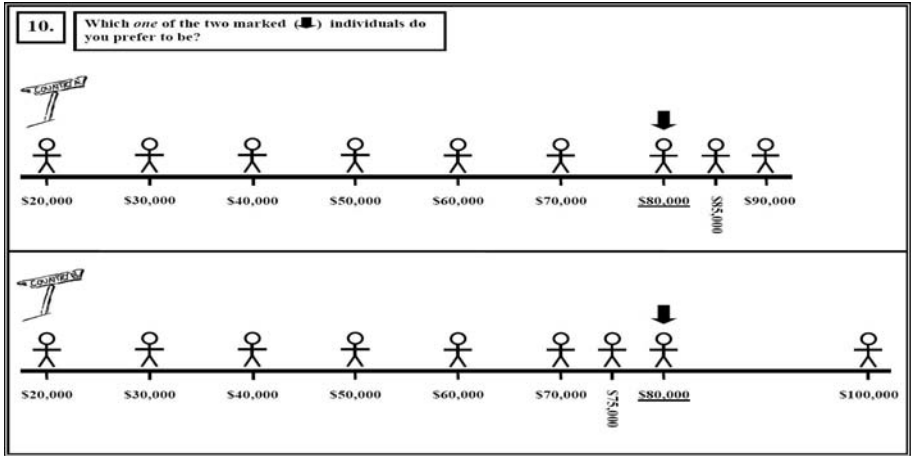 10.
Which one of the two marked ( ) individuals do
you prefer to be?
COUNTRY
$20,000 $30,000 $40,000 $50,000 $60,000 $70,000 $80,000 $85,000 $90,000
COUNTRY
$20,000 $30,000 $40,000 $50,000 $60,000 $70,000 $75,000 $80,000 $100,000